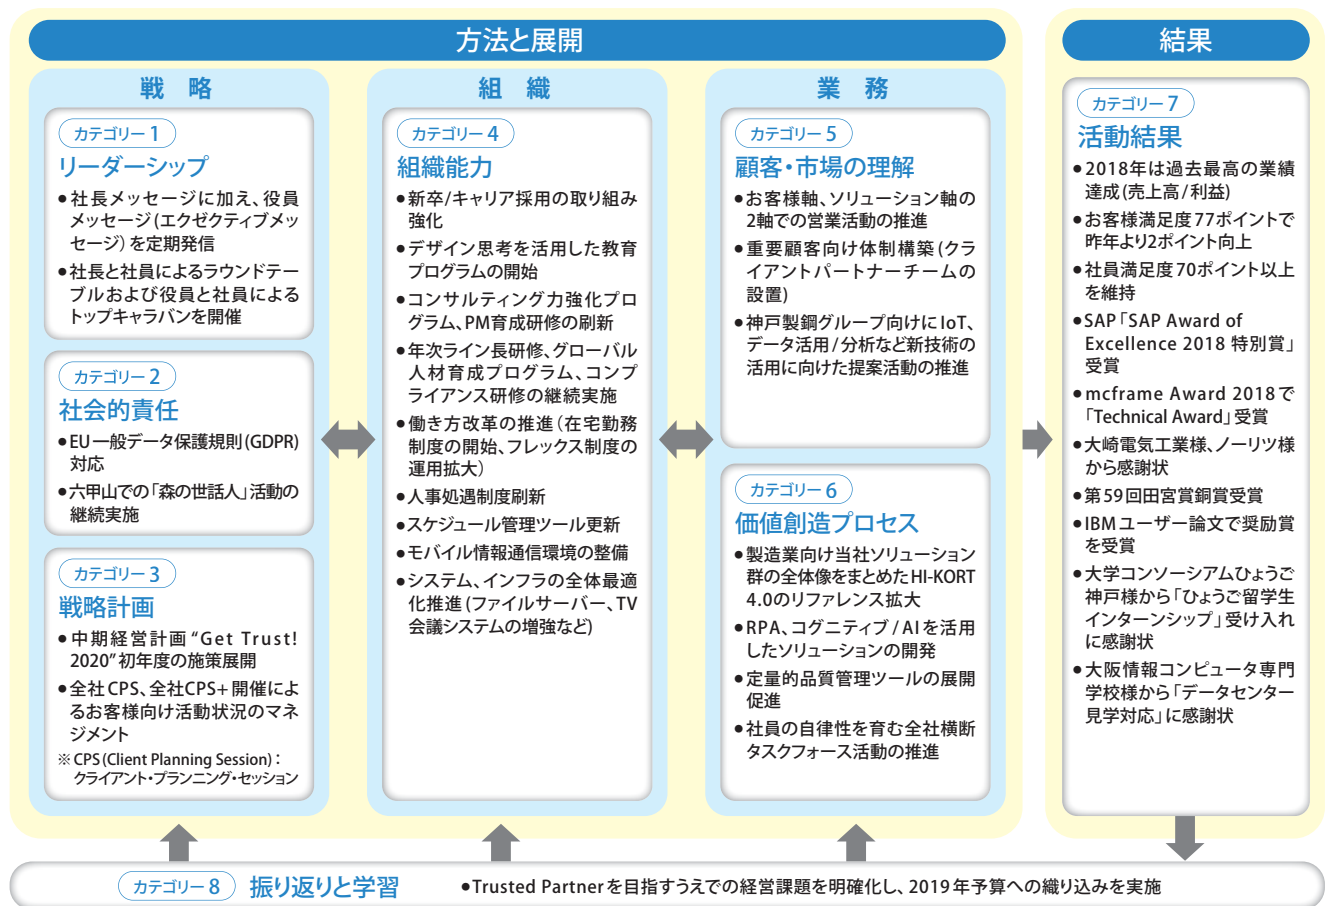 方法と展開
戦 略
カテゴリー 1
リーダーシップ
●社長メッセージに加え、役員
メッセージ(エクゼクティブメッ
セージ)を定期発信
●社長と社員によるラウンドテー
ブルおよび役員と社員による
トップキャラバンを開催
カテゴリー 2
社会的責任
●EU一般データ保護規則(GDPR)
対応
●六甲山での「森の世話人」活動の
継続実施
カテゴリー 3
戦略計画
●中期経営計画“Get Trust!
2020”初年度の施策展開
●全社CPS、全社CPS+開催によ
るお客様向け活動状況のマネ
ジメント
※CPS(Client Planning Session):
クライアント・プランニング・セッション
組 織
カテゴリー 4
組織能力
●新卒/キャリア採用の取り組み
強化
●デザイン思考を活用した教育
プログラムの開始
●コンサルティング力強化プロ
グラム、PM育成研修の刷新
●年次ライン長研修、グローバル
人材育成プログラム、コンプ
ライアンス研修の継続実施
●働き方改革の推進(在宅勤務
制度の開始、フレックス制度の
運用拡大)
●人事処遇制度刷新
●スケジュール管理ツール更新
●モバイル情報通信環境の整備
●システム、インフラの全体最適
化推進(ファイルサーバー、TV
会議システムの増強など)
業 務
カテゴリー 5
顧客・市場の理解
●お客様軸、ソリューション軸の
2軸での営業活動の推進
●重要顧客向け体制構築(クラ
イアントパートナーチームの
設置)
●神戸製鋼グループ向けにIoT、
データ活用/分析など新技術の
活用に向けた提案活動の推進
カテゴリー 6
価値創造プロセス
●製造業向け当社ソリューション
群の全体像をまとめたHI-KORT
4.0のリファレンス拡大
●RPA、コグニティブ/AIを活用
したソリューションの開発
●定量的品質管理ツールの展開
促進
●社員の自律性を育む全社横断
タスクフォース活動の推進
結果
カテゴリー 7
活動結果
●2018年は過去最高の業績
達成(売上高/利益)
●お客様満足度77ポイントで
昨年より2ポイント向上
●社員満足度70ポイント以上
を維持
●SAP「SAP Award of
Excellence 2018 特別賞」
受賞
●mcframe Award 2018で
「Technical Award」受賞
●大崎電気工業様、ノーリツ様
から感謝状
●第59回田宮賞銅賞受賞
●IBMユーザー論文で奨励賞
を受賞
●大学コンソーシアムひょうご
神戸様から「ひょうご留学生
インターンシップ」受け入れ
に感謝状
●大阪情報コンピュータ専門
学校様から「データセンター
見学対応」に感謝状
カテゴリー 8 振り返りと学習 ●Trusted Partnerを目指すうえでの経営課題を明確化し、2019年予算への織り込みを実施